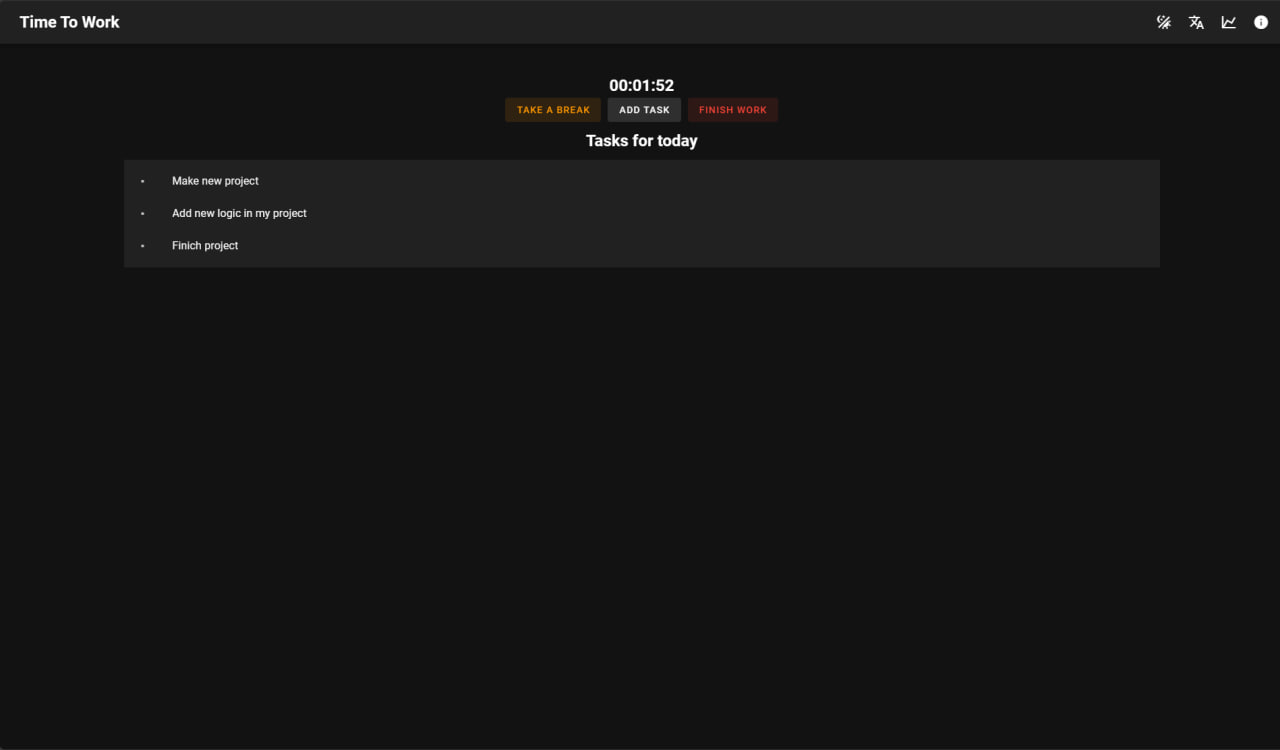 Time To Work
00:01:52
TAKE A BREAK ADD TASK FINISH WORK
Tasks for today
• Make new project
• Add new logic in my project
• Finich project